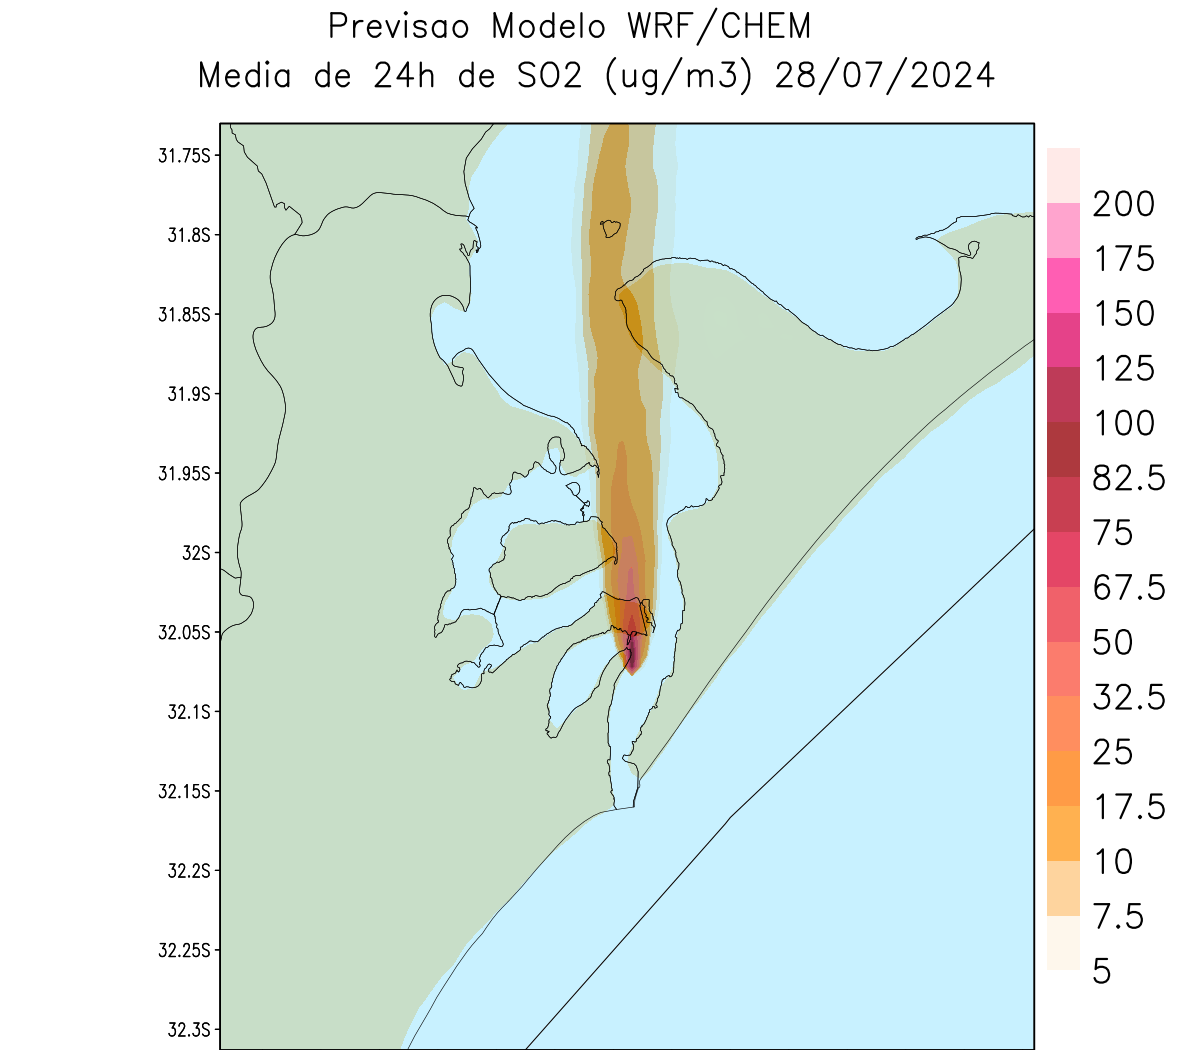 Previsao Modelo WRF/CHEM
Media de 24h de SO2 (ug/m3) 28/07/2024
31.75S
31.8S
31.85S
31.9S
31.95S
32S
32.05S
32.1S
32.15S
32.2S
32.25S
32.3S
200
175
150
125
100
82.5
75
67.5
50
32.5
25
17.5
10
7.5
5